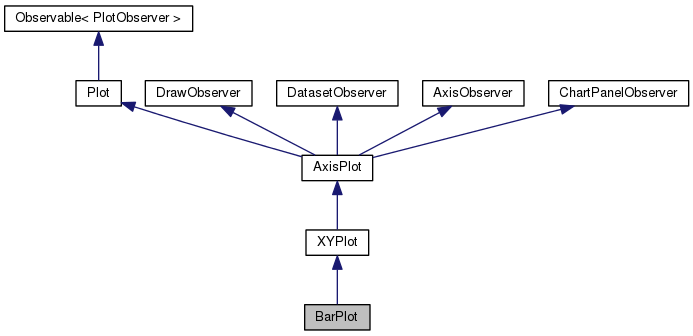 Observable< PlotObserver >
Plot
DrawObserver
DatasetObserver
AxisObserver
ChartPanelObserver
AxisPlot
XYPlot
BarPlot